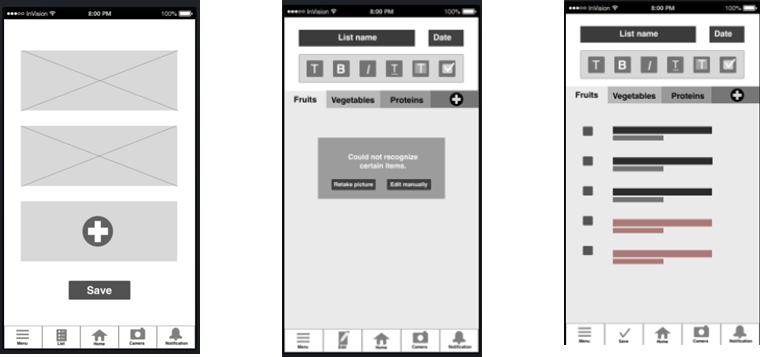 InVision 8:00 PM 100%
Save
Menu List Home Camera Notification
InVision 8:00 PM 100%
List name Date
T B I T T
Fruits Vegetables Proteins
Could not recognize
certain items.
Retake picture Edit manually
Menu Edit Home Camera Notification
InVision 8:00 PM 100%
List name Date
T B I T T
Fruits Vegetables Proteins
Menu Save Home Camera Notification